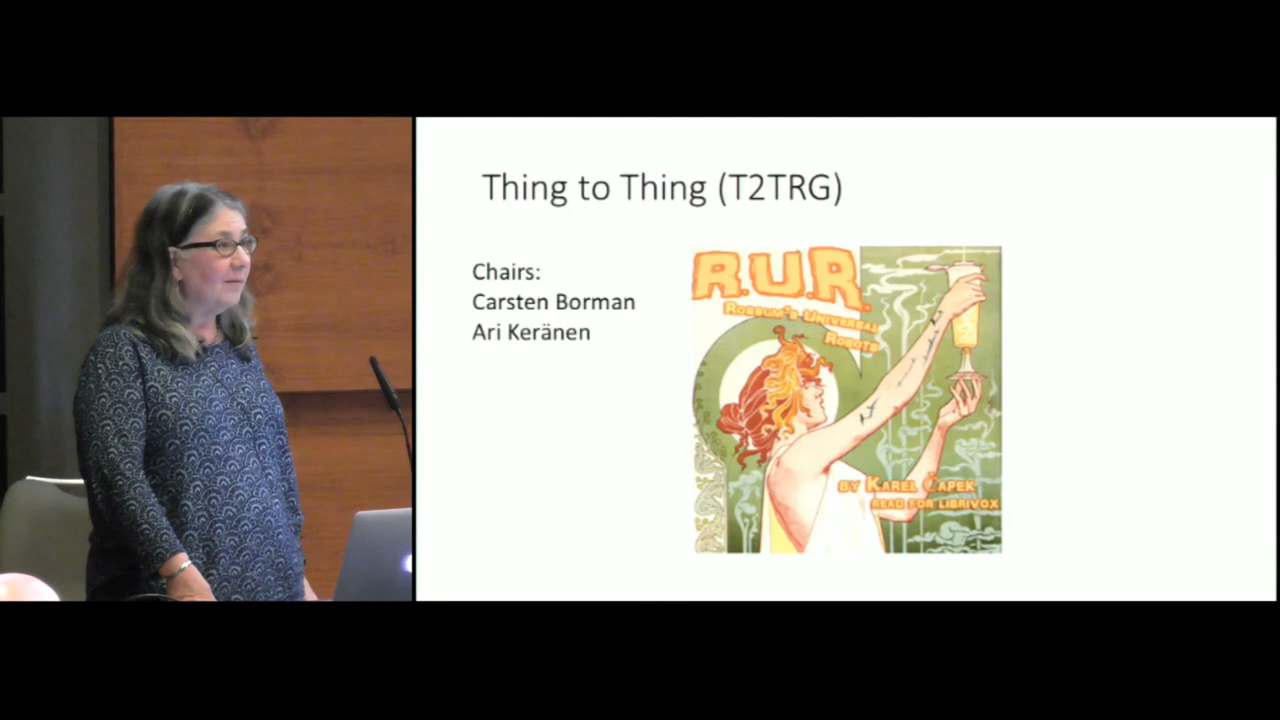 Thing to Thing (T2TRG)
Chairs:
Carsten Borman
Ari Keränen
R.U.R.
ROSSUM'S UNIVERSAL
ROBOTS
BY KAREL ČAPEK
READ FOR LIBRIVOX